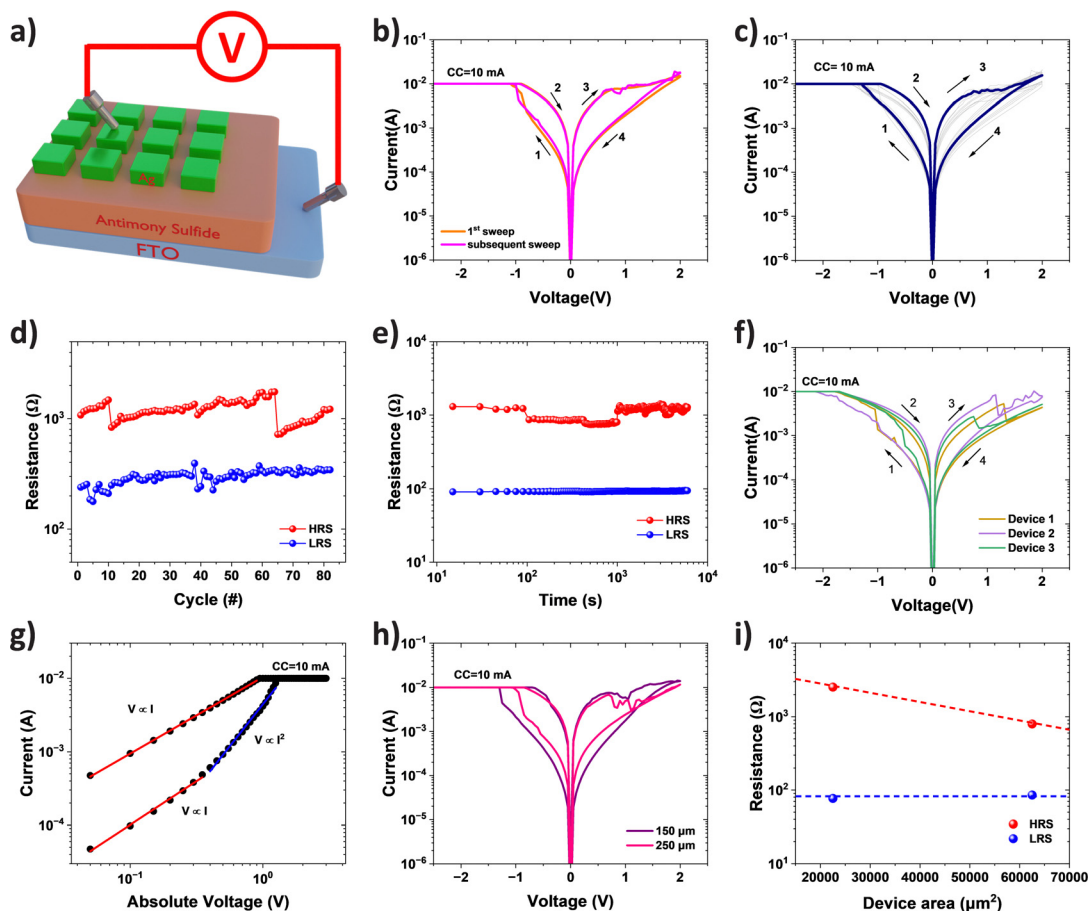 a)
V
Ag
Antimony Sulfide
FTO
b)
CC=10 mA
1
2
3
4
1st sweep
subsequent sweep
Current(A)
10⁻¹
10⁻²
10⁻³
10⁻⁴
10⁻⁵
10⁻⁶
−2 −1 0 1 2
Voltage(V)
c)
CC= 10 mA
1
2
3
4
Current (A)
10⁻¹
10⁻²
10⁻³
10⁻⁴
10⁻⁵
10⁻⁶
−2 −1 0 1 2
Voltage (V)
d)
Resistance (Ω)
10³
10²
HRS
LRS
0 10 20 30 40 50 60 70 80
Cycle (#)
e)
Resistance (Ω)
10⁴
10³
10²
10¹
HRS
LRS
10¹ 10² 10³ 10⁴
Time (s)
f)
CC=10 mA
1
2
3
4
Device 1
Device 2
Device 3
Current(A)
10⁻¹
10⁻²
10⁻³
10⁻⁴
10⁻⁵
10⁻⁶
−2 −1 0 1 2
Voltage(V)
g)
CC=10 mA
V ∝ I
V ∝ I²
V ∝ I
Current (A)
10⁻²
10⁻³
10⁻⁴
10⁻¹ 10⁰
Absolute Voltage (V)
h)
CC=10 mA
150 μm
250 μm
Current (A)
10⁻¹
10⁻²
10⁻³
10⁻⁴
10⁻⁵
10⁻⁶
−2 −1 0 1 2
Voltage (V)
i)
Resistance (Ω)
10⁴
10³
10²
10¹
HRS
LRS
20000 30000 40000 50000 60000 70000
Device area (μm²)